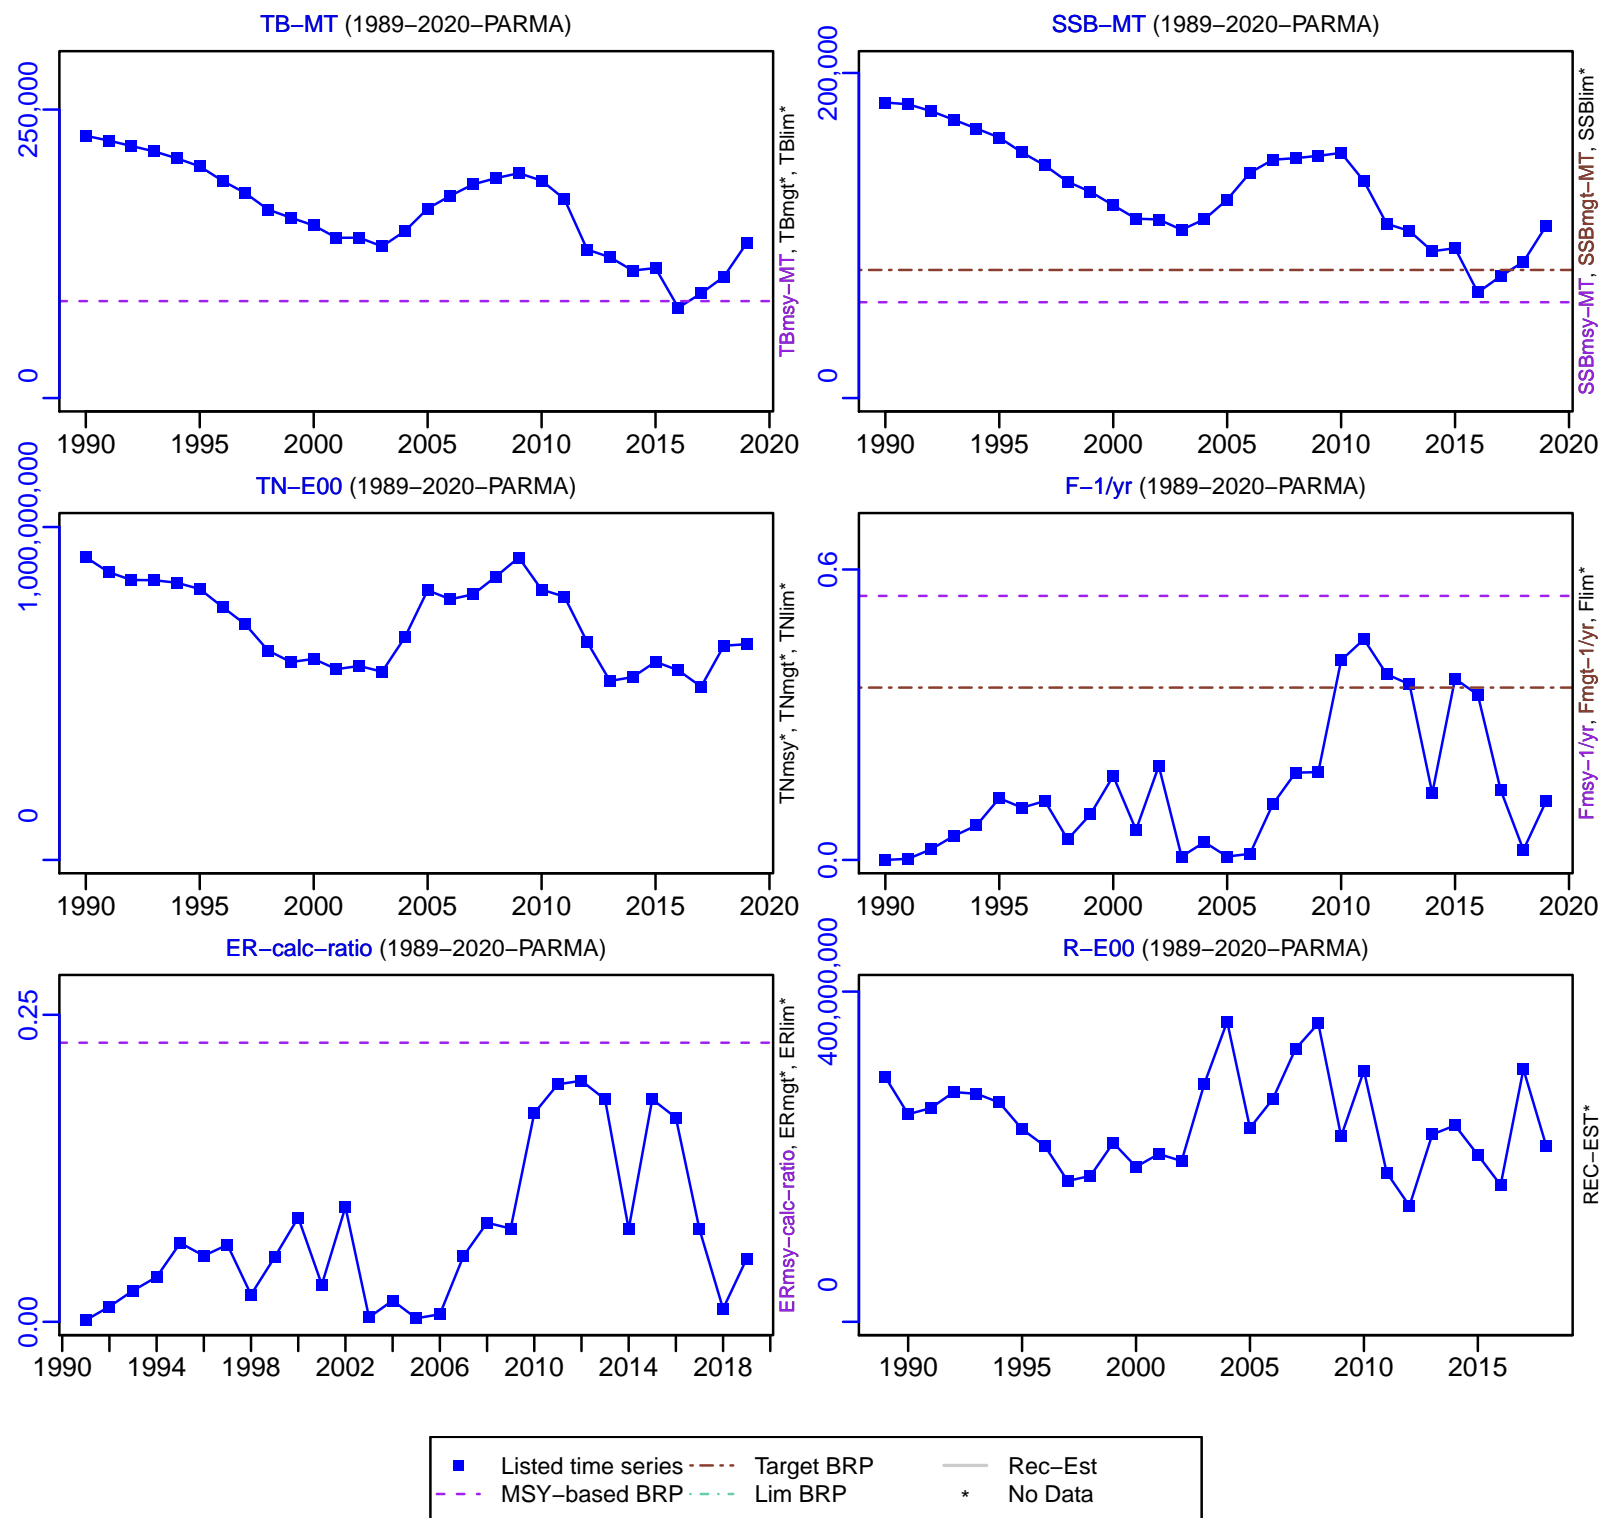 TB−MT (1989−2020−PARMA)
250,000
0
1990 1995 2000 2005 2010 2015 2020
TBmsy−MT, TBmgt*, TBlim*
SSB−MT (1989−2020−PARMA)
200,000
0
1990 1995 2000 2005 2010 2015 2020
SSBmsy−MT, SSBmgt−MT, SSBlim*
TN−E00 (1989−2020−PARMA)
1,000,000,000
0
1990 1995 2000 2005 2010 2015 2020
TNmsy*, TNmgt*, TNlim*
F−1/yr (1989−2020−PARMA)
0.6
0.0
1990 1995 2000 2005 2010 2015 2020
Fmsy−1/yr, Fmgt−1/yr, Flim*
ER−calc−ratio (1989−2020−PARMA)
0.25
0.00
1990 1994 1998 2002 2006 2010 2014 2018
ERmsy−calc−ratio, ERmgt*, ERlim*
R−E00 (1989−2020−PARMA)
400,000,000
0
1990 1995 2000 2005 2010 2015
REC−EST*
Listed time series Target BRP Rec−Est
MSY−based BRP Lim BRP * No Data